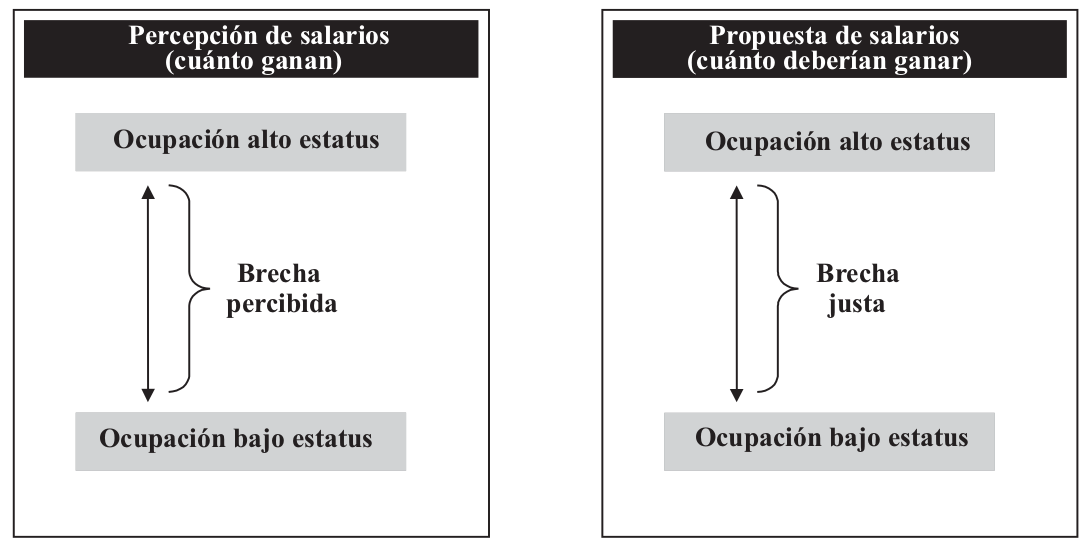 Percepción de salarios
(cuánto ganan)
Ocupación alto estatus
Brecha
percibida
Ocupación bajo estatus
Propuesta de salarios
(cuánto deberían ganar)
Ocupación alto estatus
Brecha
justa
Ocupación bajo estatus